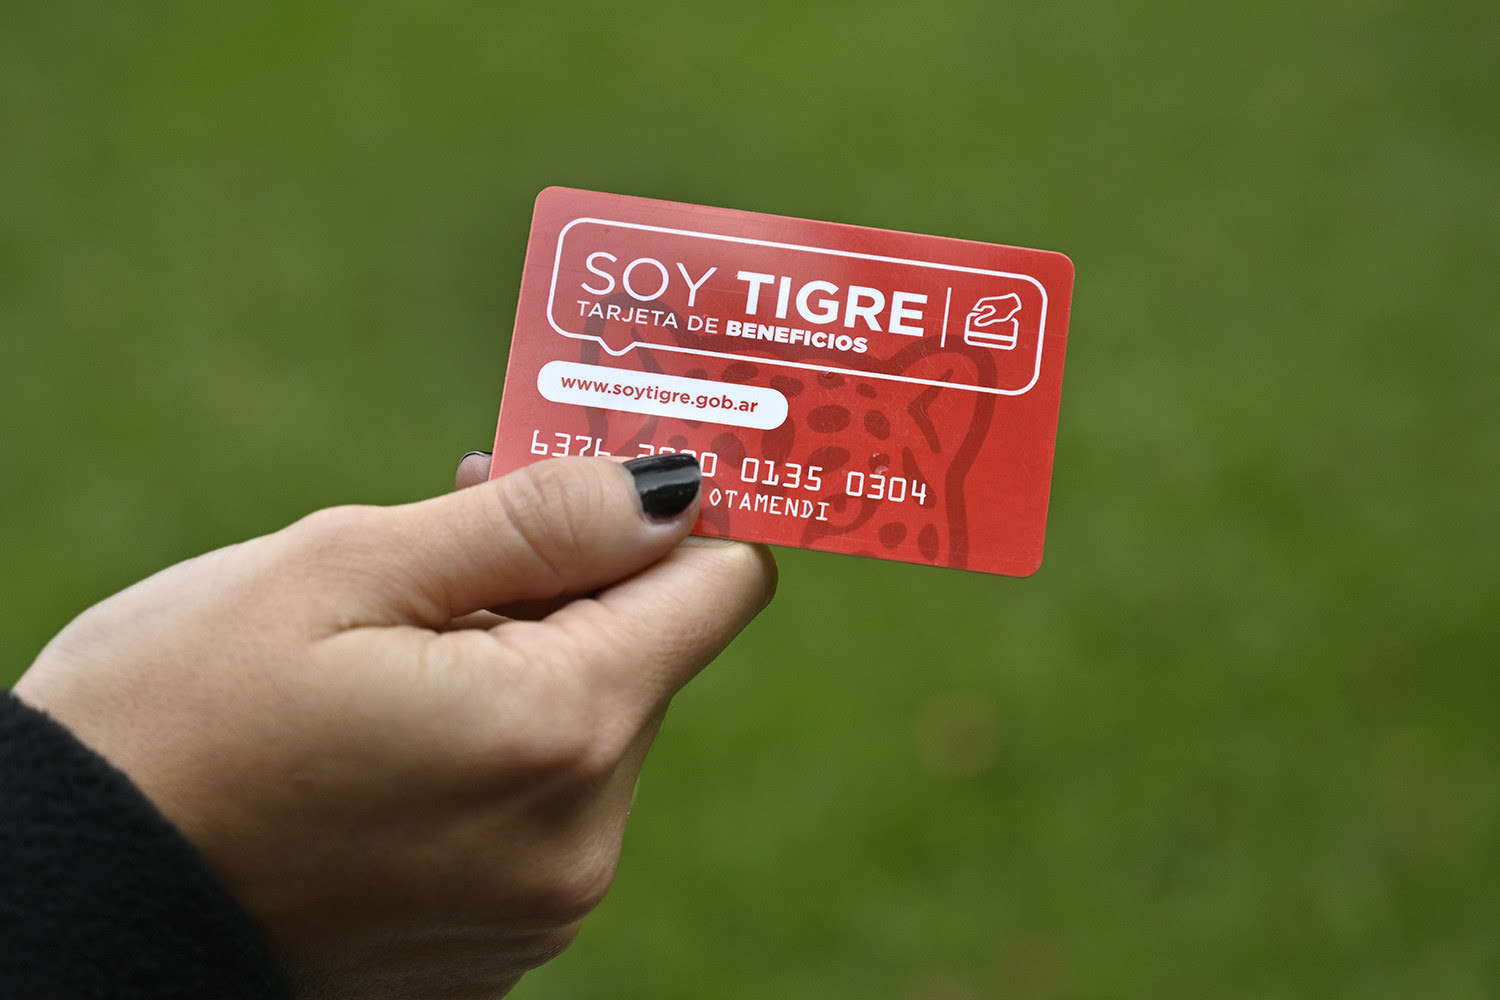 SOY TIGRE
TARJETA DE BENEFICIOS
www.soytigre.gob.ar
0135 0304
OTAMENDI